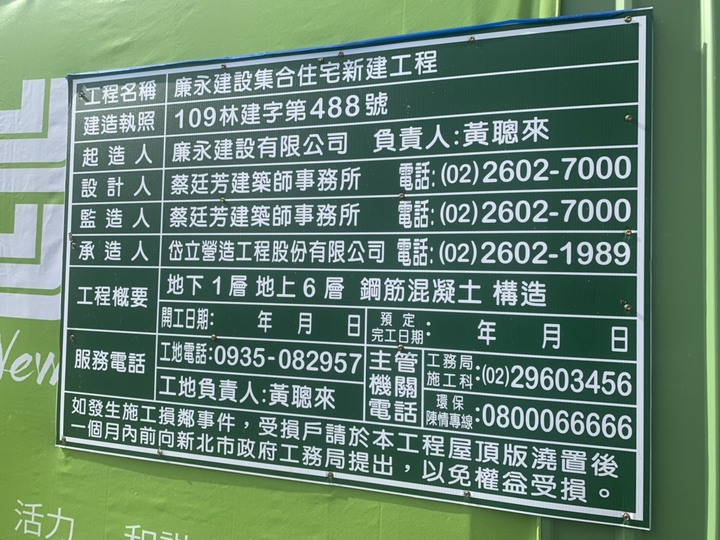 工程名稱 廉永建設集合住宅新建工程
建造執照 109林建字第488號
起造人 廉永建設有限公司 負責人:黃聰來
設計人 蔡廷芳建築師事務所 電話:(02)2602-7000
監造人 蔡廷芳建築師事務所 電話:(02)2602-7000
承造人 岱立營造工程股份有限公司 電話:(02)2602-1989
工程概要 地下1層 地上6層 鋼筋混凝土 構造
開工日期: 年 月 日 預定完工日期: 年 月 日
服務電話 工地電話:0935-082957
工地負責人:黃聰來
主管機關電話 工務局施工科:(02)29603456
環保陳情專線:0800066666
如發生施工損鄰事件，受損戶請於本工程屋頂版澆置後
一個月內前向新北市政府工務局提出，以免權益受損。
New
活力